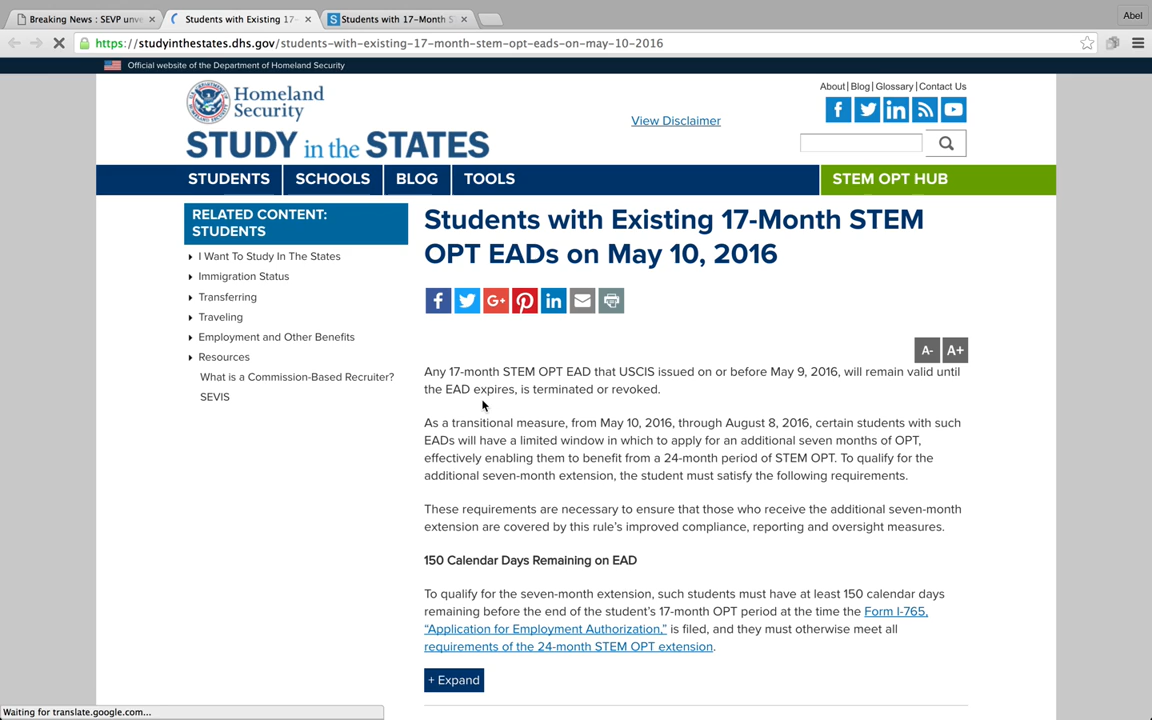 Breaking News : SEVP unve
Students with Existing 17-
Students with 17-Month S
Abel
https://studyinthestates.dhs.gov/students-with-existing-17-month-stem-opt-eads-on-may-10-2016
Official website of the Department of Homeland Security
Homeland
Security
STUDY in the STATES
View Disclaimer
About| Blog| Glossary| Contact Us
STUDENTS
SCHOOLS
BLOG
TOOLS
STEM OPT HUB
RELATED CONTENT:
STUDENTS
I Want To Study In The States
Immigration Status
Transferring
Traveling
Employment and Other Benefits
Resources
What is a Commission-Based Recruiter?
SEVIS
Students with Existing 17-Month STEM
OPT EADs on May 10, 2016
A- A+
Any 17-month STEM OPT EAD that USCIS issued on or before May 9, 2016, will remain valid until
the EAD expires, is terminated or revoked.
As a transitional measure, from May 10, 2016, through August 8, 2016, certain students with such
EADs will have a limited window in which to apply for an additional seven months of OPT,
effectively enabling them to benefit from a 24-month period of STEM OPT. To qualify for the
additional seven-month extension, the student must satisfy the following requirements.
These requirements are necessary to ensure that those who receive the additional seven-month
extension are covered by this rule's improved compliance, reporting and oversight measures.
150 Calendar Days Remaining on EAD
To qualify for the seven-month extension, such students must have at least 150 calendar days
remaining before the end of the student's 17-month OPT period at the time the Form I-765,
“Application for Employment Authorization,” is filed, and they must otherwise meet all
requirements of the 24-month STEM OPT extension.
+ Expand
Waiting for translate.google.com...